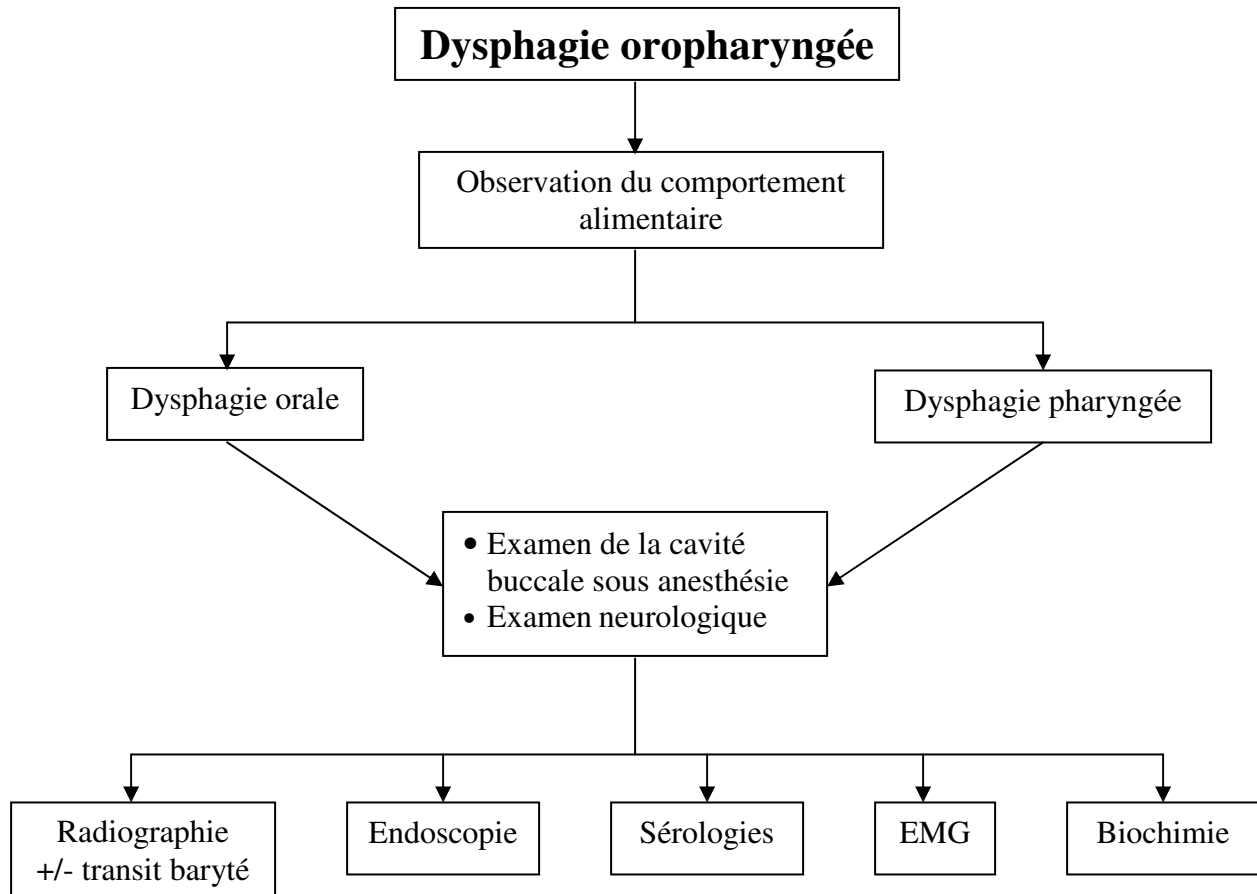 Dysphagie oropharyngée
Observation du comportement
alimentaire
Dysphagie orale
Dysphagie pharyngée
• Examen de la cavité
buccale sous anesthésie
• Examen neurologique
Radiographie
+/- transit baryté
Endoscopie
Sérologies
EMG
Biochimie